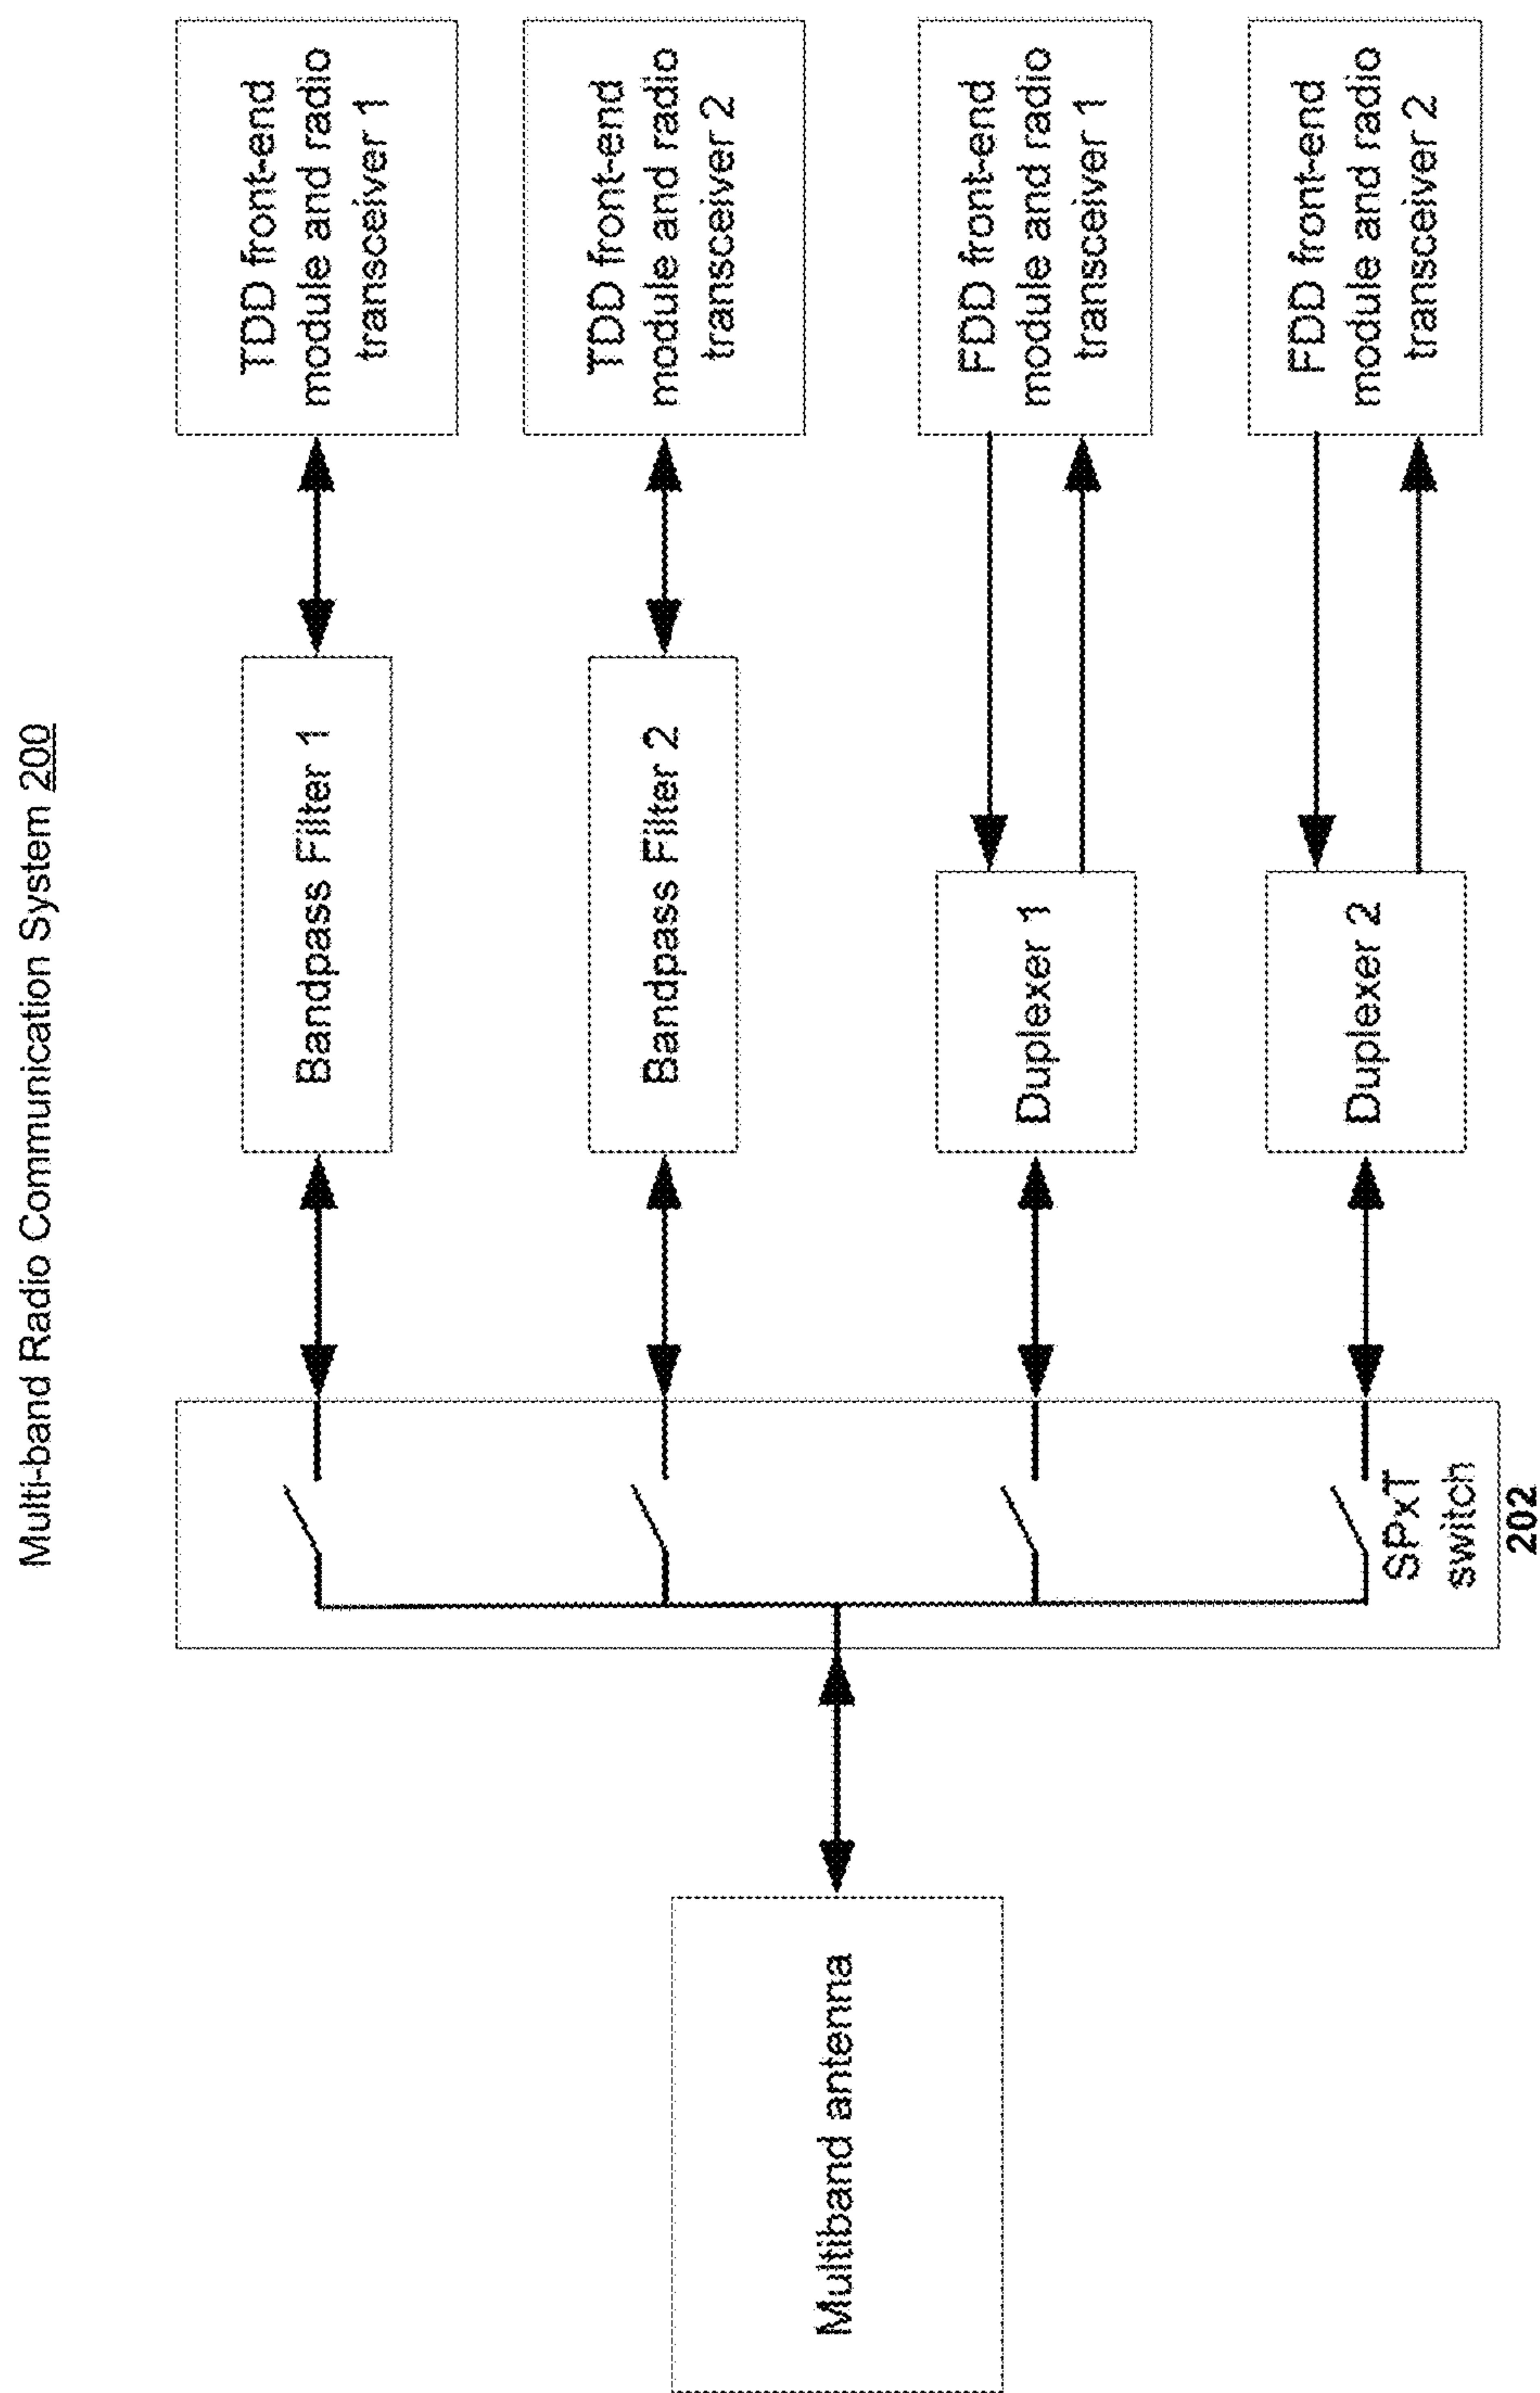 Multi-band Radio Communication System 200
TDD front-end
module and radio
transceiver 1
Bandpass Filter 1
TDD front-end
module and radio
transceiver 2
Bandpass Filter 2
Multiband antenna
FDD front-end
module and radio
transceiver 1
Duplexer 1
FDD front-end
module and radio
transceiver 2
Duplexer 2
SPxT
switch
202